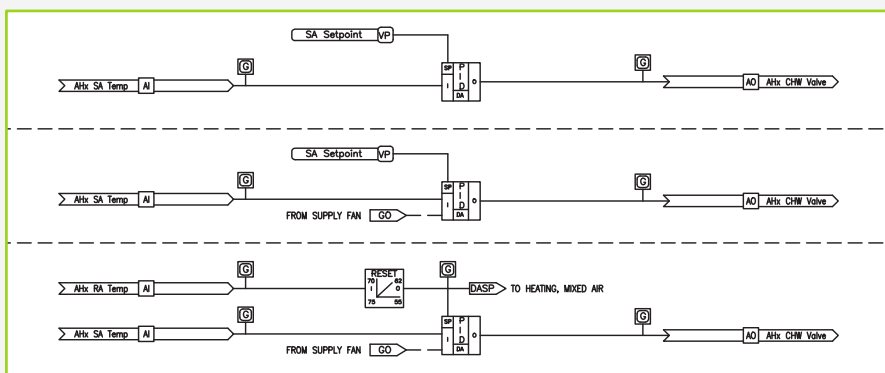 SA Setpoint VP
G
G
AHx SA Temp AI
SP PID I O DA
AO AHx CHW Valve
SA Setpoint VP
G
G
AHx SA Temp AI
SP PID I O DA
AO AHx CHW Valve
FROM SUPPLY FAN GO
G
RESET
G
70 62
AHx RA Temp AI
I O
DASP TO HEATING, MIXED AIR
75 55
G
G
AHx SA Temp AI
SP PID I O DA
AO AHx CHW Valve
FROM SUPPLY FAN GO